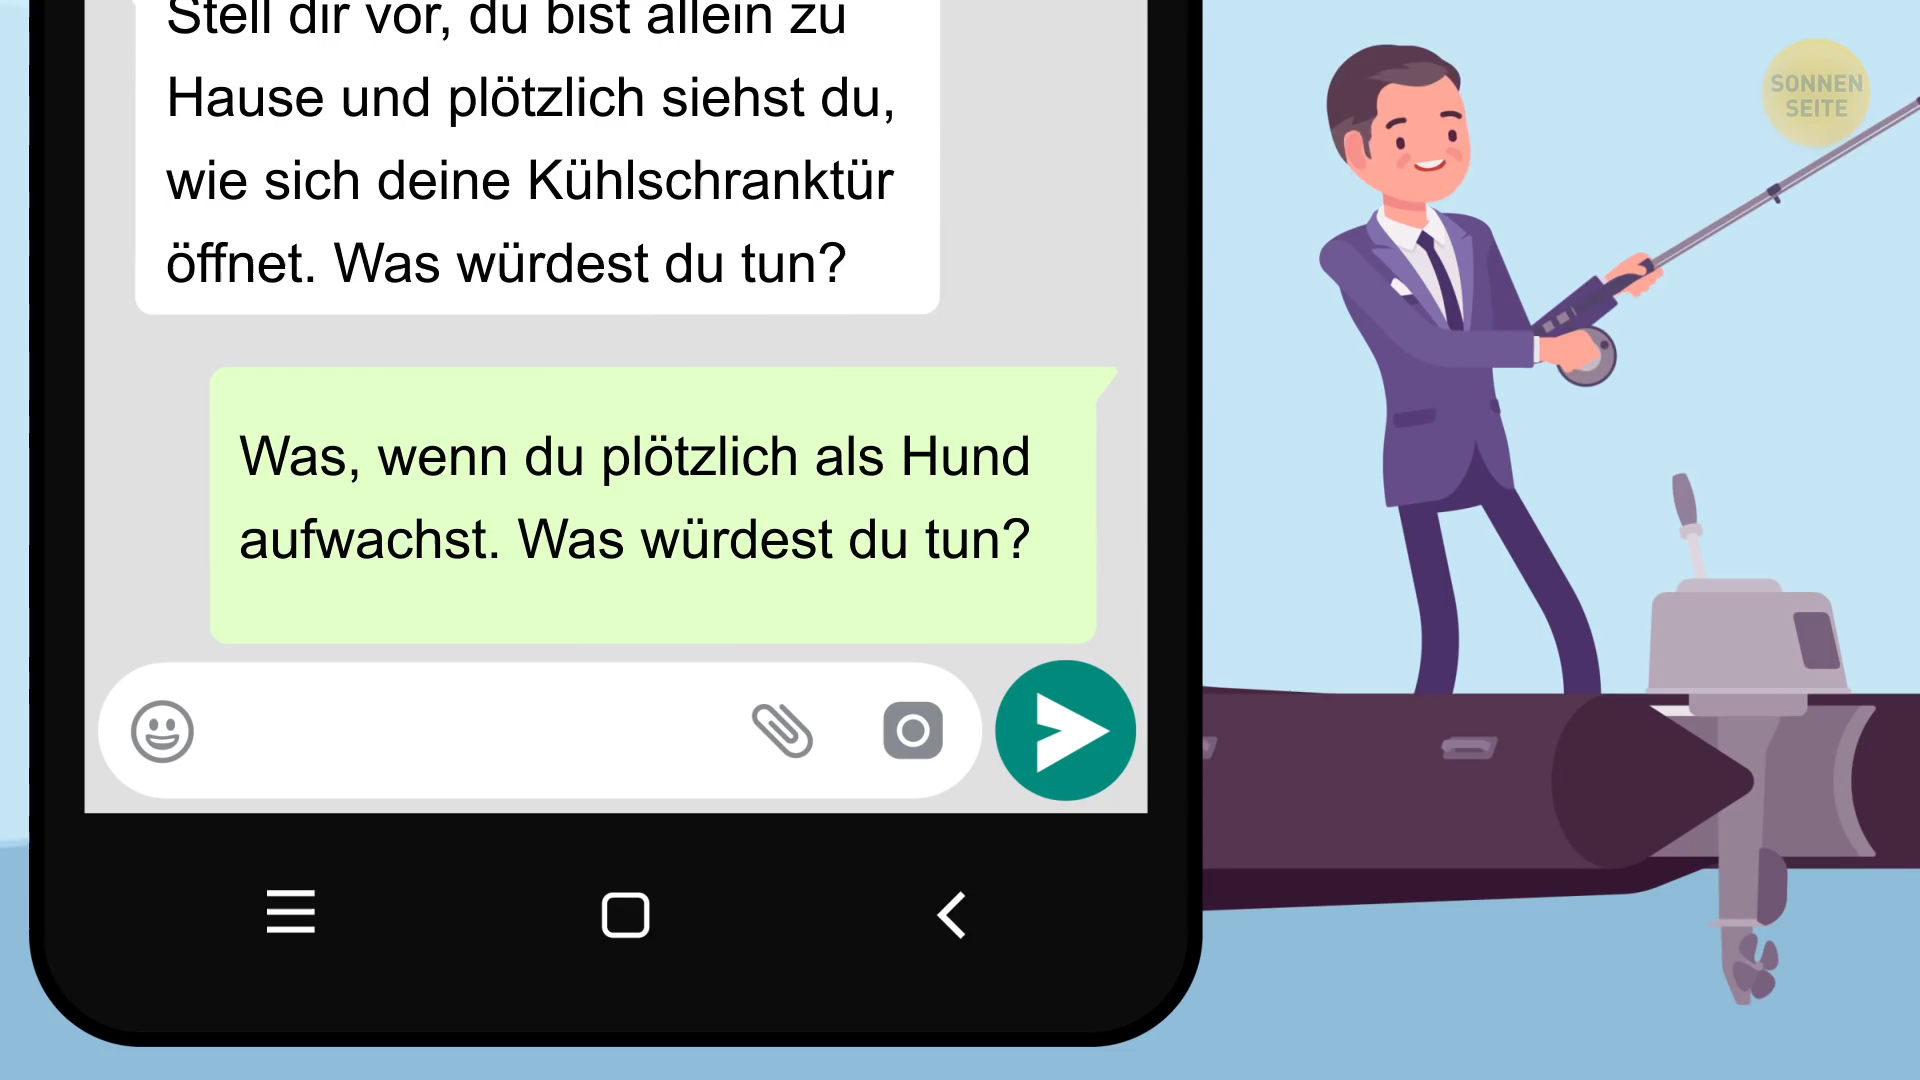 Stell dir vor, du bist allein zu
Hause und plötzlich siehst du,
wie sich deine Kühlschranktür
öffnet. Was würdest du tun?
Was, wenn du plötzlich als Hund
aufwachst. Was würdest du tun?
SONNEN
SEITE